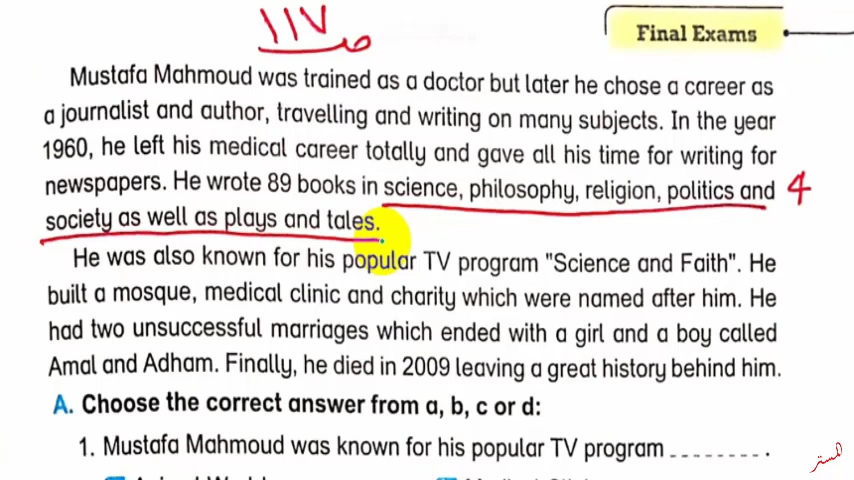 ١١٧ ص
Final Exams
Mustafa Mahmoud was trained as a doctor but later he chose a career as
a journalist and author, travelling and writing on many subjects. In the year
1960, he left his medical career totally and gave all his time for writing for
newspapers. He wrote 89 books in science, philosophy, religion, politics and 4
society as well as plays and tales.
He was also known for his popular TV program "Science and Faith". He
built a mosque, medical clinic and charity which were named after him. He
had two unsuccessful marriages which ended with a girl and a boy called
Amal and Adham. Finally, he died in 2009 leaving a great history behind him.
A. Choose the correct answer from a, b, c or d:
1. Mustafa Mahmoud was known for his popular TV program _ _ _ _ _ _ _ _ .
المستر